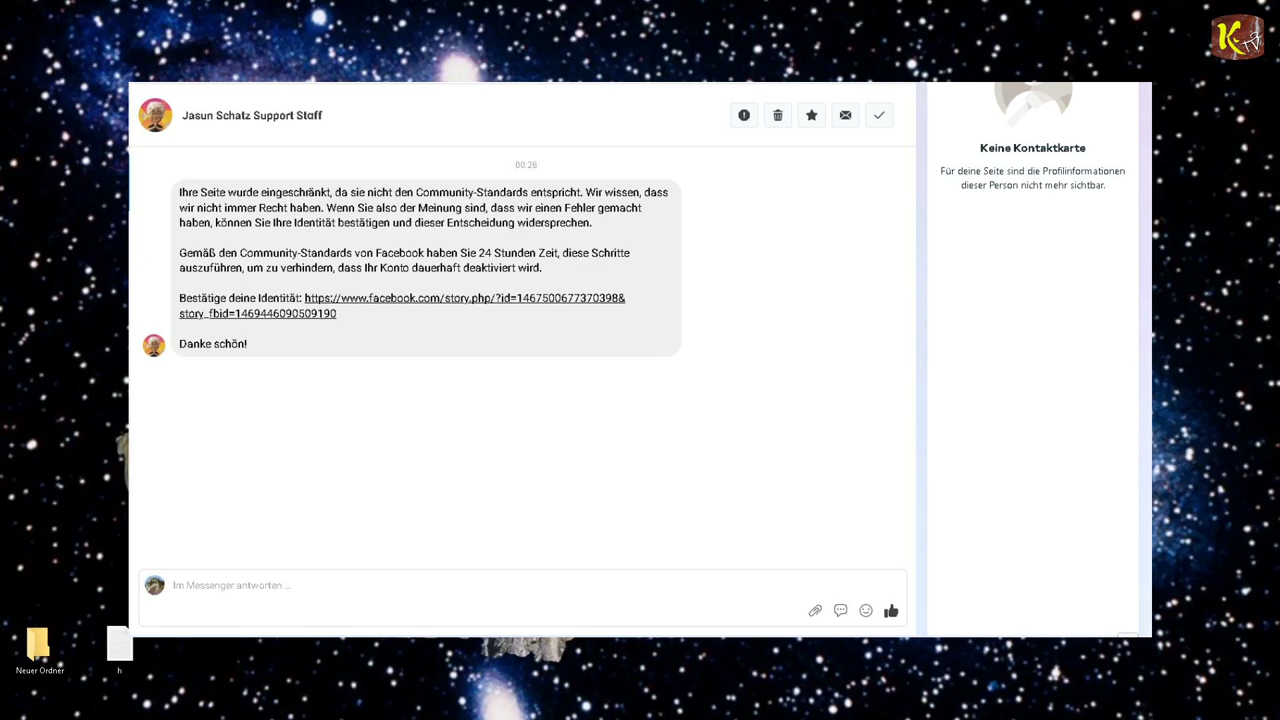 K
TV
Jasun Schatz Support Staff
00:26
Ihre Seite wurde eingeschränkt, da sie nicht den Community-Standards entspricht. Wir wissen, dass
wir nicht immer Recht haben. Wenn Sie also der Meinung sind, dass wir einen Fehler gemacht
haben, können Sie Ihre Identität bestätigen und dieser Entscheidung widersprechen.
Gemäß den Community-Standards von Facebook haben Sie 24 Stunden Zeit, diese Schritte
auszuführen, um zu verhindern, dass Ihr Konto dauerhaft deaktiviert wird.
Bestätige deine Identität: https://www.facebook.com/story.php/?id=1467500677370398&
story_fbid=1469446090509190
Danke schön!
Im Messenger antworten ...
Keine Kontaktkarte
Für deine Seite sind die Profilinformationen
dieser Person nicht mehr sichtbar.
Neuer Ordner
h